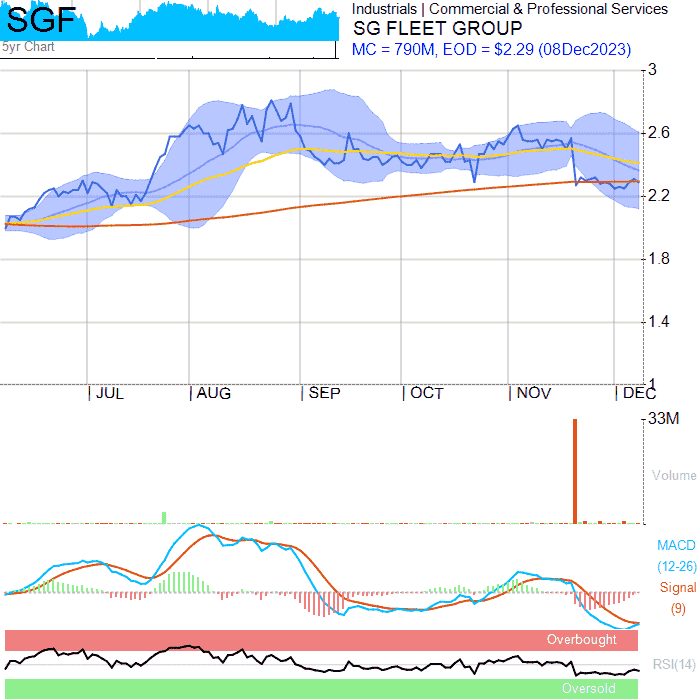 SGF
5yr Chart
Industrials | Commercial & Professional Services
SG FLEET GROUP
MC = 790M, EOD = $2.29 (08Dec2023)
3
2.6
2.2
1.8
1.4
1
JUL AUG SEP OCT NOV DEC
33M
Volume
MACD
(12-26)
Signal
(9)
Overbought
RSI(14)
Oversold